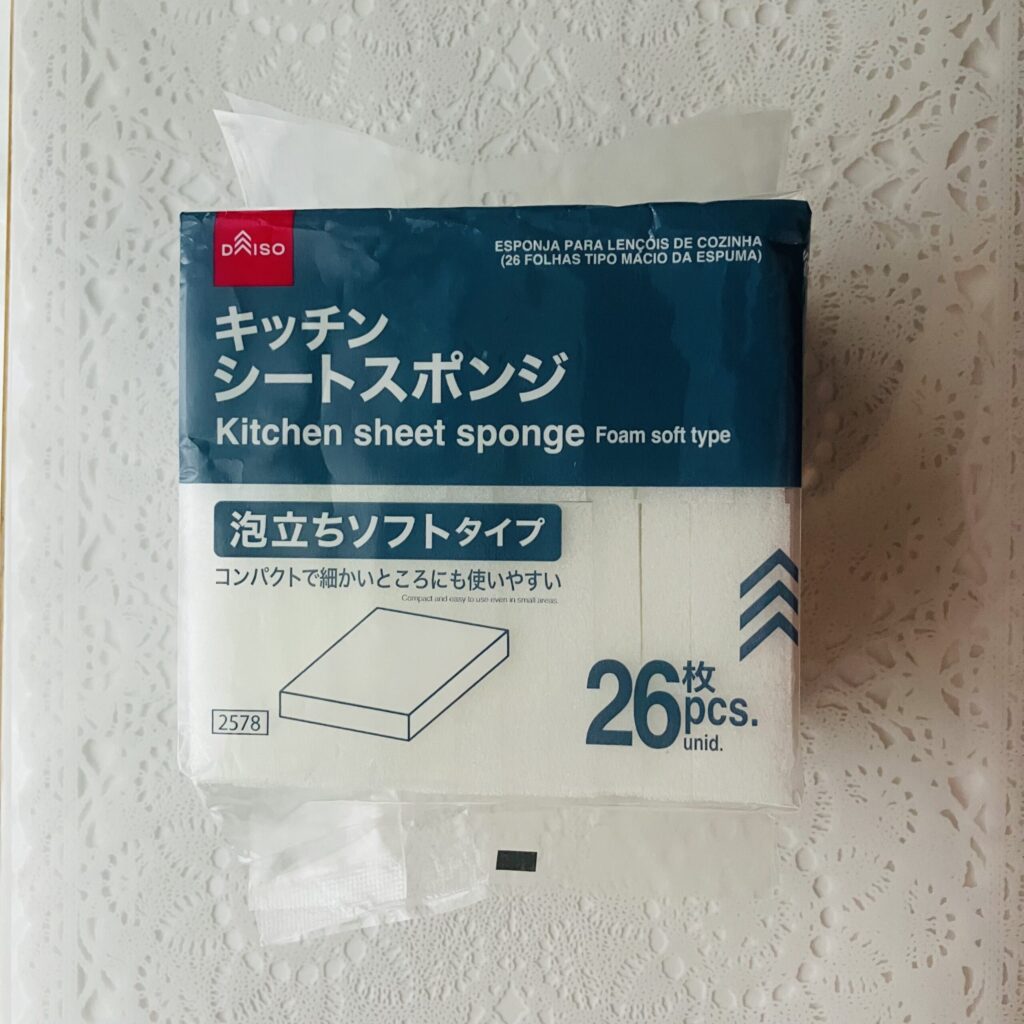 DAISO
ESPONJA PARA LENÇÓIS DE COZINHA
(26 FOLHAS TIPO MACIO DA ESPUMA)
キッチン
シートスポンジ
Kitchen sheet sponge Foam soft type
泡立ちソフトタイプ
コンパクトで細かいところにも使いやすい
Compact and easy to use even in small areas.
2578
26枚
pcs.
unid.